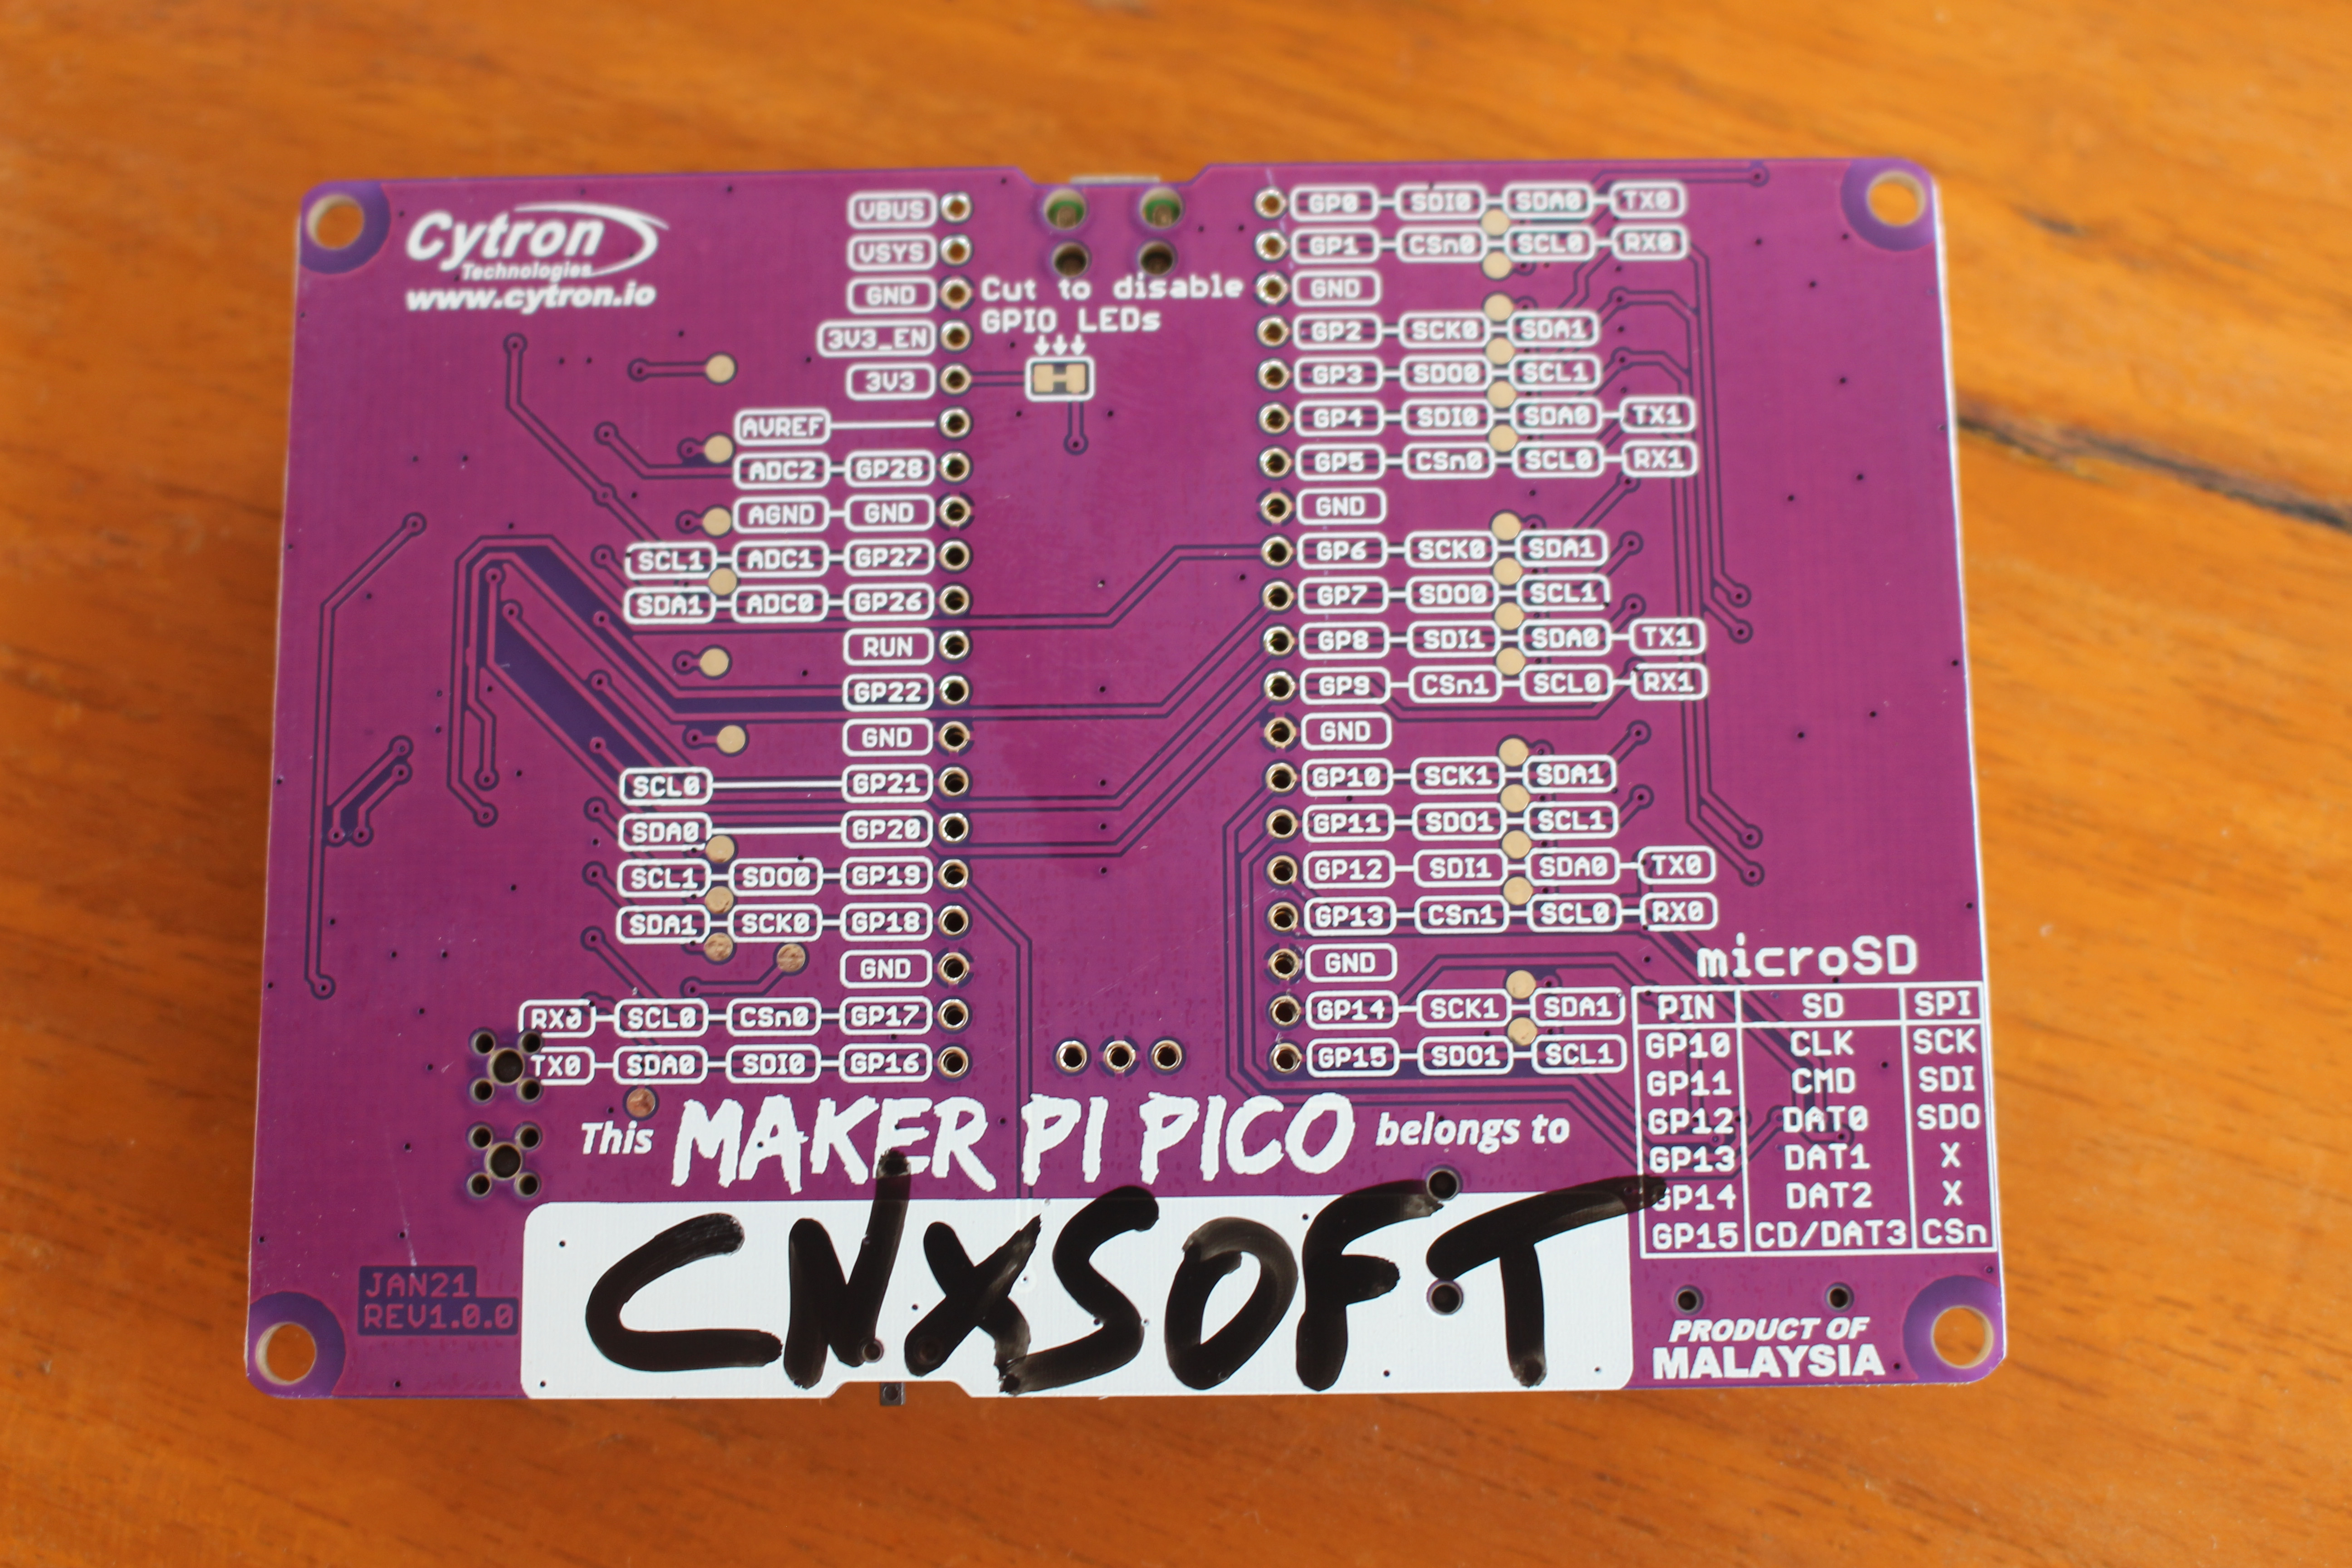 Cytron
Technologies
www.cytron.io
VBUS
VSYS
GND
3V3_EN
3V3
AVREF
ADC2 GP28
AGND GND
SCL1 ADC1 GP27
SDA1 ADC0 GP26
RUN
GP22
GND
SCL0 GP21
SDA0 GP20
SCL1 SDO0 GP19
SDA1 SCK0 GP18
GND
RX0 SCL0 CSn0 GP17
TX0 SDA0 SDI0 GP16
Cut to disable
GPIO LEDs
GP0 SDI0 SDA0 TX0
GP1 CSn0 SCL0 RX0
GND
GP2 SCK0 SDA1
GP3 SDO0 SCL1
GP4 SDI0 SDA0 TX1
GP5 CSn0 SCL0 RX1
GND
GP6 SCK0 SDA1
GP7 SDO0 SCL1
GP8 SDI1 SDA0 TX1
GP9 CSn1 SCL0 RX1
GND
GP10 SCK1 SDA1
GP11 SDO1 SCL1
GP12 SDI1 SDA0 TX0
GP13 CSn1 SCL0 RX0
GND
GP14 SCK1 SDA1
GP15 SDO1 SCL1
microSD
PIN SD SPI
GP10 CLK SCK
GP11 CMD SDI
GP12 DAT0 SDO
GP13 DAT1 X
GP14 DAT2 X
GP15 CD/DAT3 CSn
This MAKER PI PICO belongs to
CNXSOFT
JAN21
REV1.0.0
PRODUCT OF
MALAYSIA